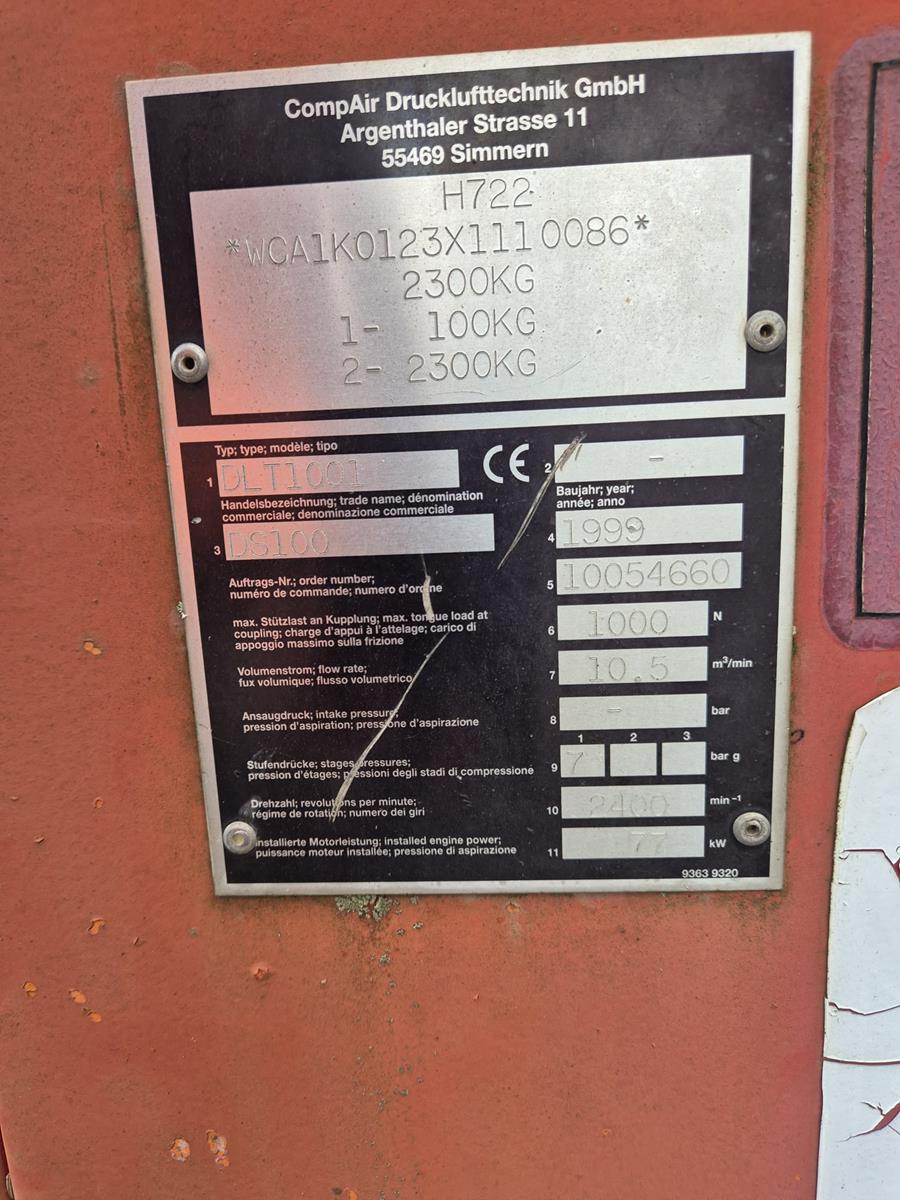 CompAir Drucklufttechnik GmbH
Argenthaler Strasse 11
55469 Simmern
H722
*WCA1K0123X1110086*
2300KG
1- 100KG
2- 2300KG
Typ; type; modèle; tipo
1 DLT1001
CE
2 -
Handelsbezeichnung; trade name; dénomination
commerciale; denominazione commerciale
3 DS100
Baujahr; year;
année; anno
4 1999
Auftrags-Nr.; order number;
numéro de commande; numero d'ordine
5 10054660
max. Stützlast an Kupplung; max. tongue load at
coupling; charge d'appui à l'attelage; carico di
appoggio massimo sulla frizione
6 1000 N
Volumenstrom; flow rate;
fux volumique; flusso volumetrico
7 10.5 m³/min
Ansaugdruck; intake pressure;
pression d'aspiration; pressione d'aspirazione
8 - bar
1 2 3
Stufendrücke; stages pressures;
pression d'étages; pressioni degli stadi di compressione
9 7 bar g
Drehzahl; revolutions per minute;
régime de rotation; numero dei giri
10 2400 min⁻¹
Installierte Motorleistung; installed engine power;
puissance moteur installée; pressione di aspirazione
11 77 kW
9363 9320